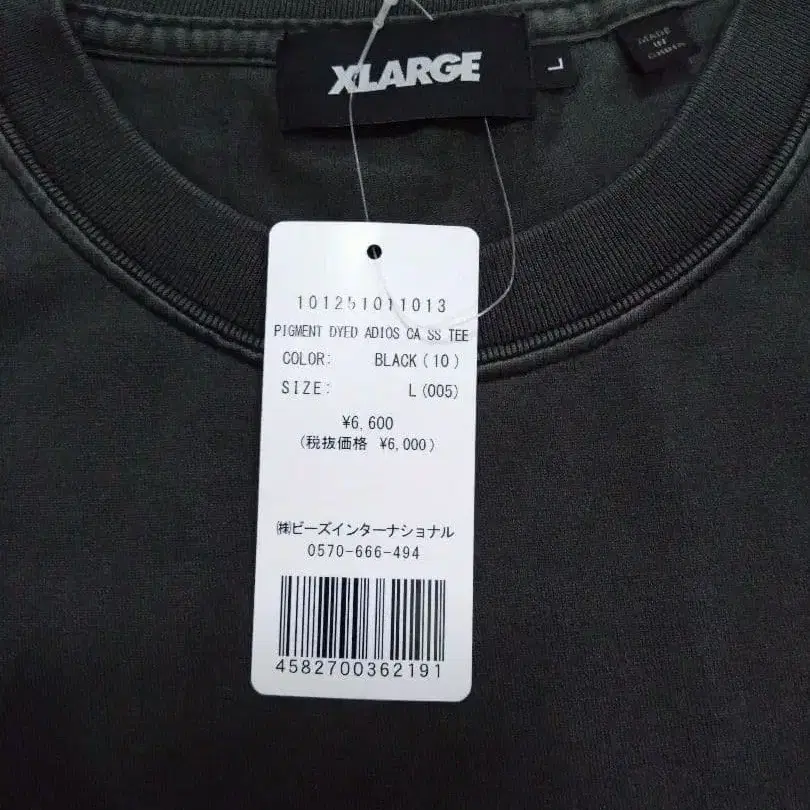 XLARGE
L
MADE
IN
CHINA
101251011013
PIGMENT DYED ADIOS CA SS TEE
COLOR: BLACK(10)
SIZE: L(005)
¥6,600
(税抜価格 ¥6,000)
㈱ビーズインターナショナル
0570-666-494
4582700362191